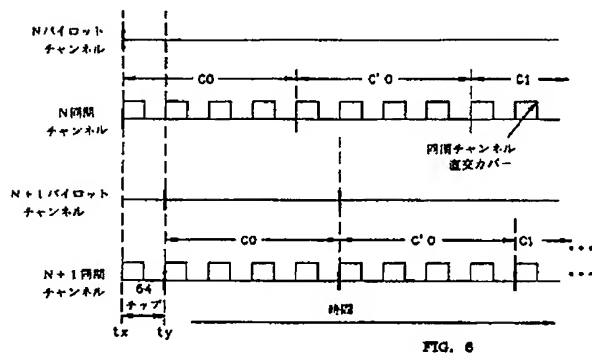 Nパイロット
チャンネル
C0 C'0 C1
N同期
チャンネル
同期チャンネル
直交カバー
N+1パイロット
チャンネル
C0 C'0 C1
N+1同期
チャンネル
64
チップ
時間
tx ty
FIG. 6